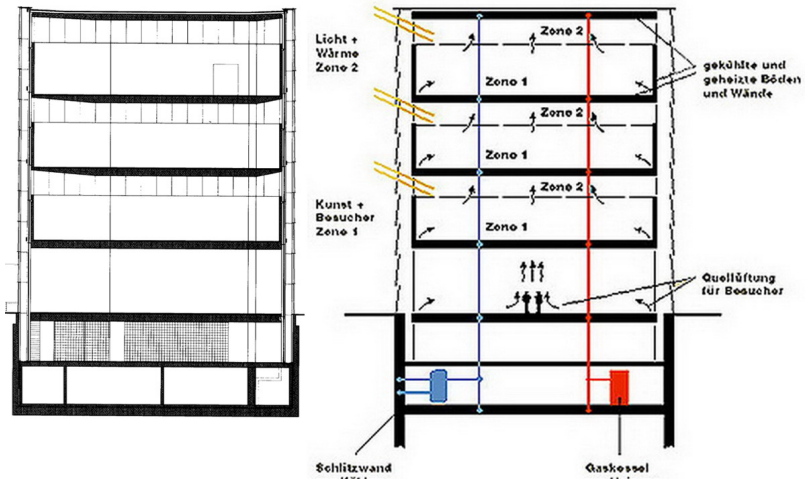 Licht +
Wärme
Zone 2
Zone 2
gekühlte und
geheizte Böden
und Wände
Zone 1
Zone 2
Zone 1
Zone 2
Kunst +
Besucher
Zone 1
Zone 1
Quellüftung
für Besucher
Schlitzwand
Gaskessel